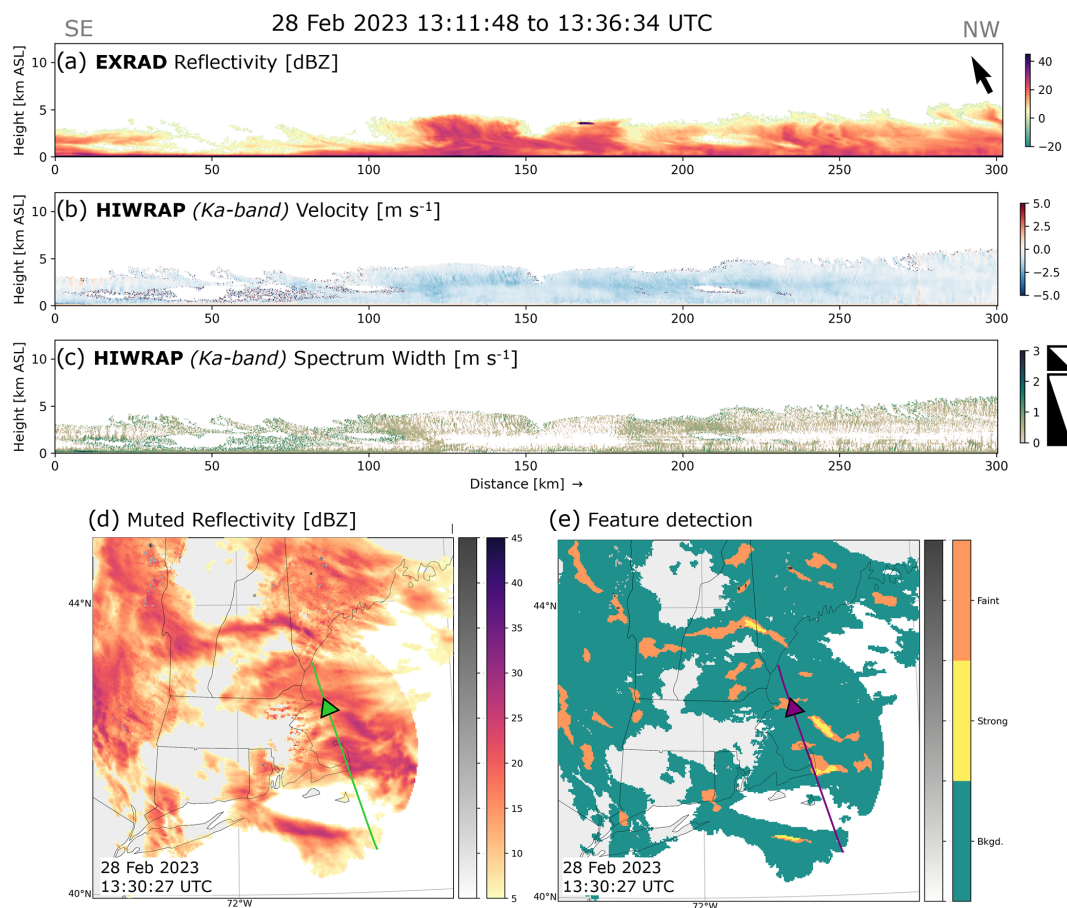 28 Feb 2023 13:11:48 to 13:36:34 UTC
SE
NW
(a) EXRAD Reflectivity [dBZ]
Height [km ASL]
10
5
0
0 50 100 150 200 250 300
40
20
0
−20
(b) HIWRAP (Ka-band) Velocity [m s-1]
Height [km ASL]
10
5
0
0 50 100 150 200 250 300
5.0
2.5
0.0
−2.5
−5.0
(c) HIWRAP (Ka-band) Spectrum Width [m s-1]
Height [km ASL]
10
5
0
0 50 100 150 200 250 300
Distance [km] →
3
2
1
0
(d) Muted Reflectivity [dBZ]
44°N
40°N
72°W
28 Feb 2023
13:30:27 UTC
45
40
35
30
25
20
15
10
5
(e) Feature detection
44°N
40°N
72°W
28 Feb 2023
13:30:27 UTC
Faint
Strong
Bkgd.